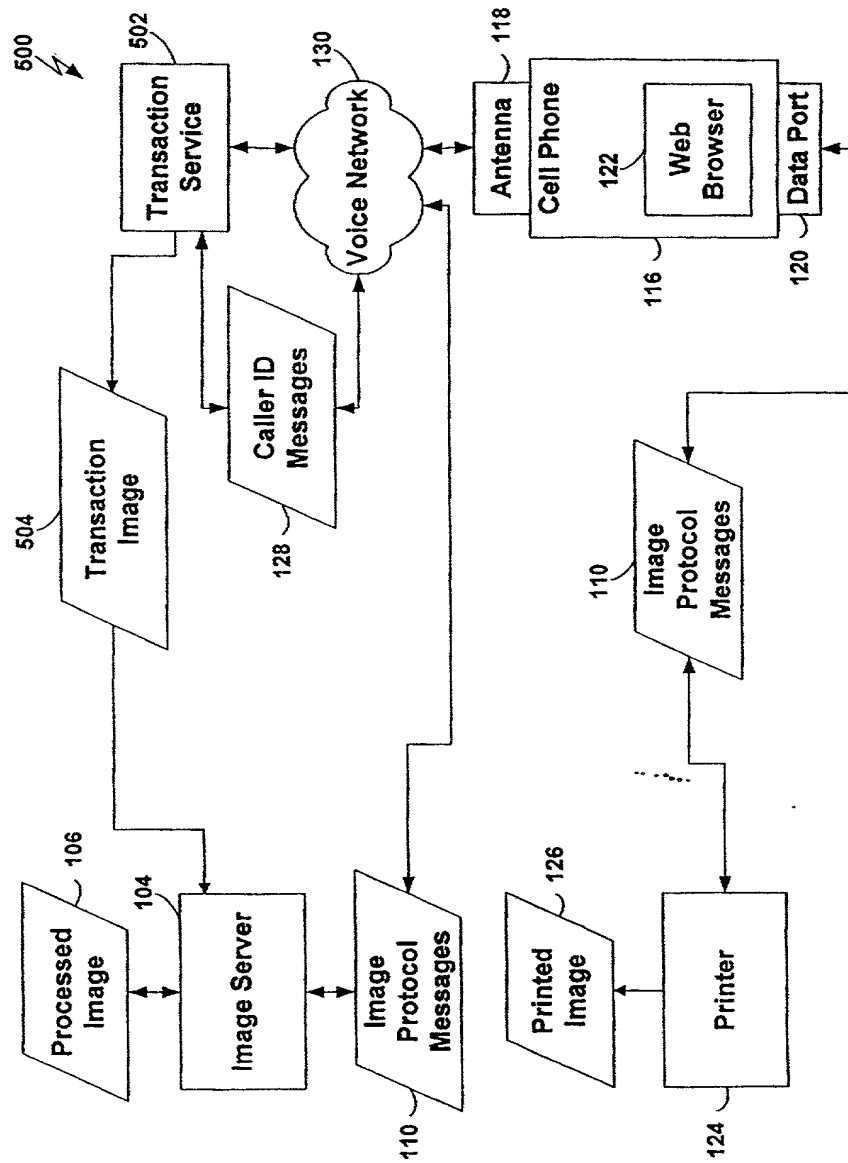 500
106
Processed
Image
504
Transaction
Image
502
Transaction
Service
104
Image Server
128
Caller ID
Messages
130
Voice Network
110
Image
Protocol
Messages
118
Antenna
Cell Phone
126
Printed
Image
110
Image
Protocol
Messages
122
Web
Browser
116
124
Printer
120
Data Port